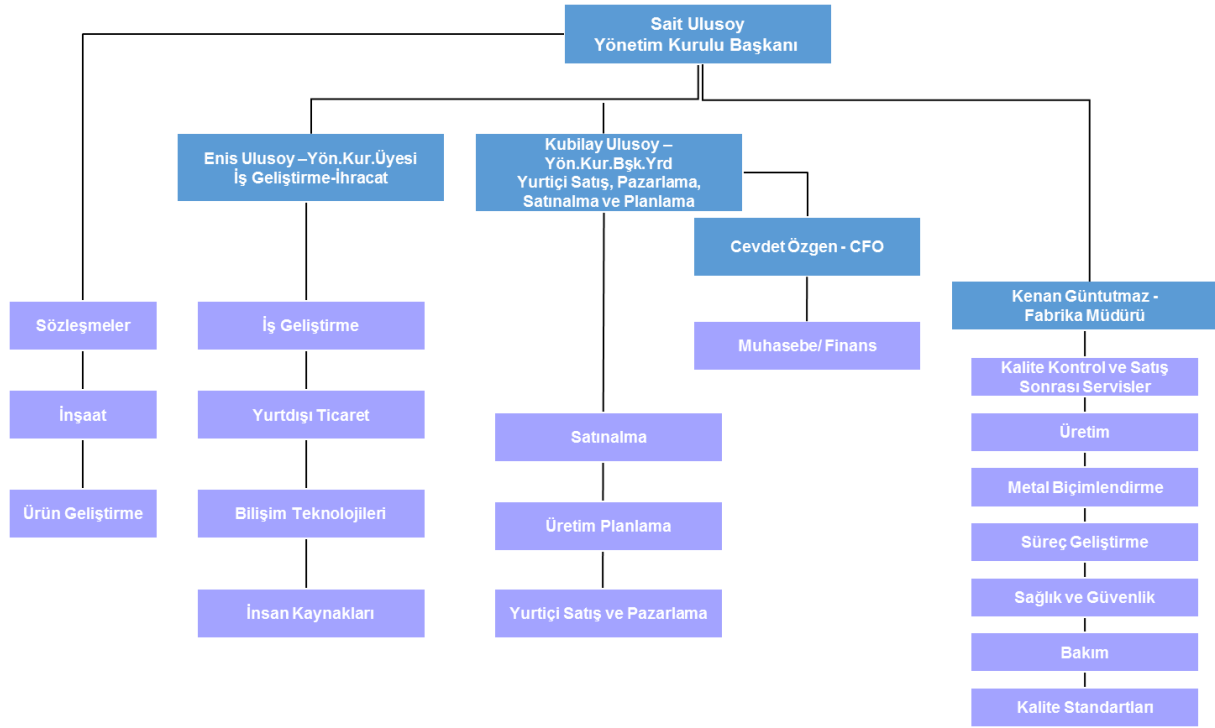 Sait Ulusoy
Yönetim Kurulu Başkanı
Enis Ulusoy –Yön.Kur.Üyesi
İş Geliştirme-İhracat
Kubilay Ulusoy –
Yön.Kur.Bşk.Yrd
Yurtiçi Satış, Pazarlama,
Satınalma ve Planlama
Cevdet Özgen - CFO
Kenan Güntutmaz -
Fabrika Müdürü
Sözleşmeler
İnşaat
Ürün Geliştirme
İş Geliştirme
Yurtdışı Ticaret
Bilişim Teknolojileri
İnsan Kaynakları
Satınalma
Üretim Planlama
Yurtiçi Satış ve Pazarlama
Muhasebe/ Finans
Kalite Kontrol ve Satış
Sonrası Servisler
Üretim
Metal Biçimlendirme
Süreç Geliştirme
Sağlık ve Güvenlik
Bakım
Kalite Standartları